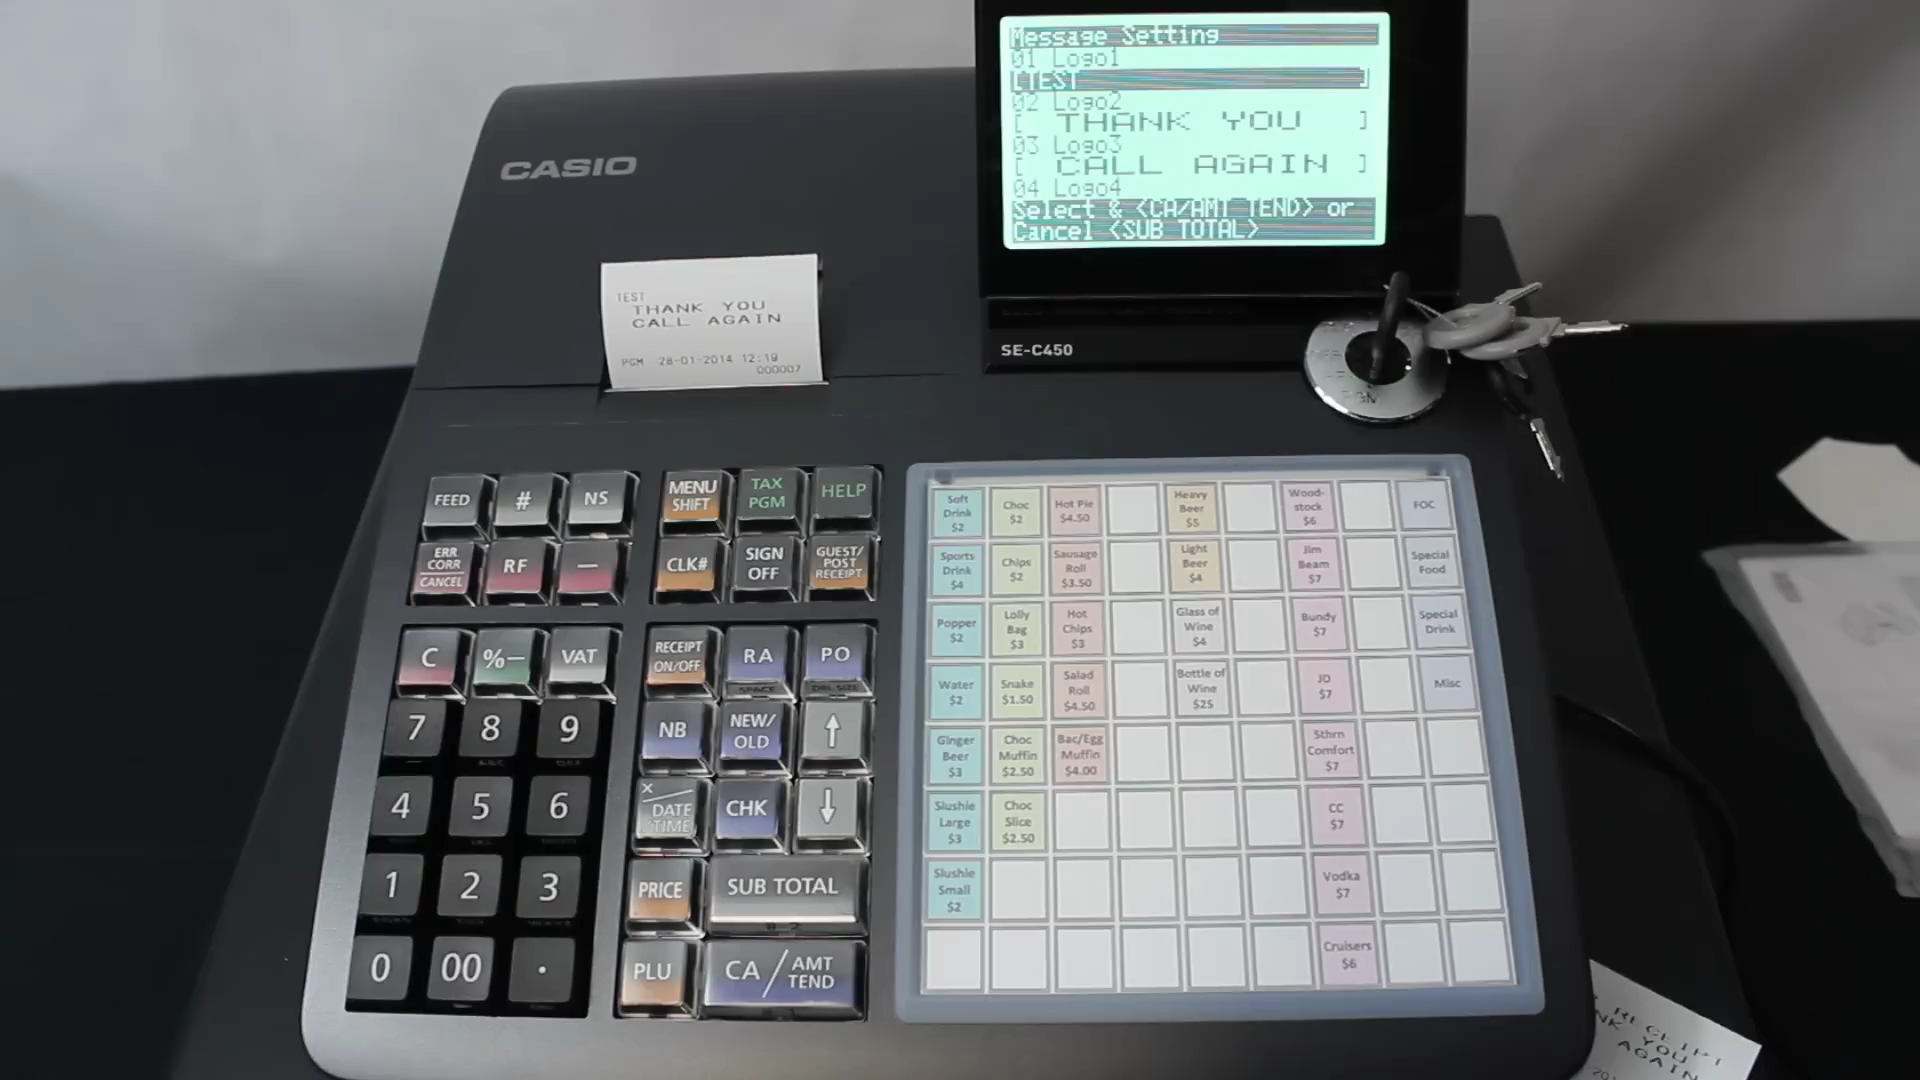 Message Setting
01 Logo1
[TEST ]
02 Logo2
[ THANK YOU ]
03 Logo3
[ CALL AGAIN ]
04 Logo4
Select & <CA/AMT TEND> or
Cancel <SUB TOTAL>
CASIO
SE-C450
TEST
THANK YOU
CALL AGAIN
PGM 28-01-2014 12:19
000007
FEED
#
NS
ERR
CORR
CANCEL
RF
—
C
%−
VAT
7
8
9
4
5
6
1
2
3
0
00
.
MENU
SHIFT
TAX
PGM
HELP
CLK#
SIGN
OFF
GUEST/
POST
RECEIPT
RECEIPT
ON/OFF
RA
SPACE
PO
DBL SIZE
NB
NEW/
OLD
↑
X
/DATE
/TIME
CHK
↓
PRICE
SUB TOTAL
PLU
CA / AMT
TEND
Soft
Drink
$2
Choc
$2
Hot Pie
$4.50
Heavy
Beer
$5
Wood-
stock
$6
FOC
Sports
Drink
$4
Chips
$2
Sausage
Roll
$3.50
Light
Beer
$4
Jim
Beam
$7
Special
Food
Popper
$2
Lolly
Bag
$3
Hot
Chips
$3
Glass of
Wine
$4
Bundy
$7
Special
Drink
Water
$2
Snake
$1.50
Salad
Roll
$4.50
Bottle of
Wine
$25
JD
$7
Misc
Ginger
Beer
$3
Choc
Muffin
$2.50
Bac/Egg
Muffin
$4.00
Sthrn
Comfort
$7
Slushie
Large
$3
Choc
Slice
$2.50
CC
$7
Slushie
Small
$2
Vodka
$7
Cruisers
$6
RECEIPT
YOU
AGAIN